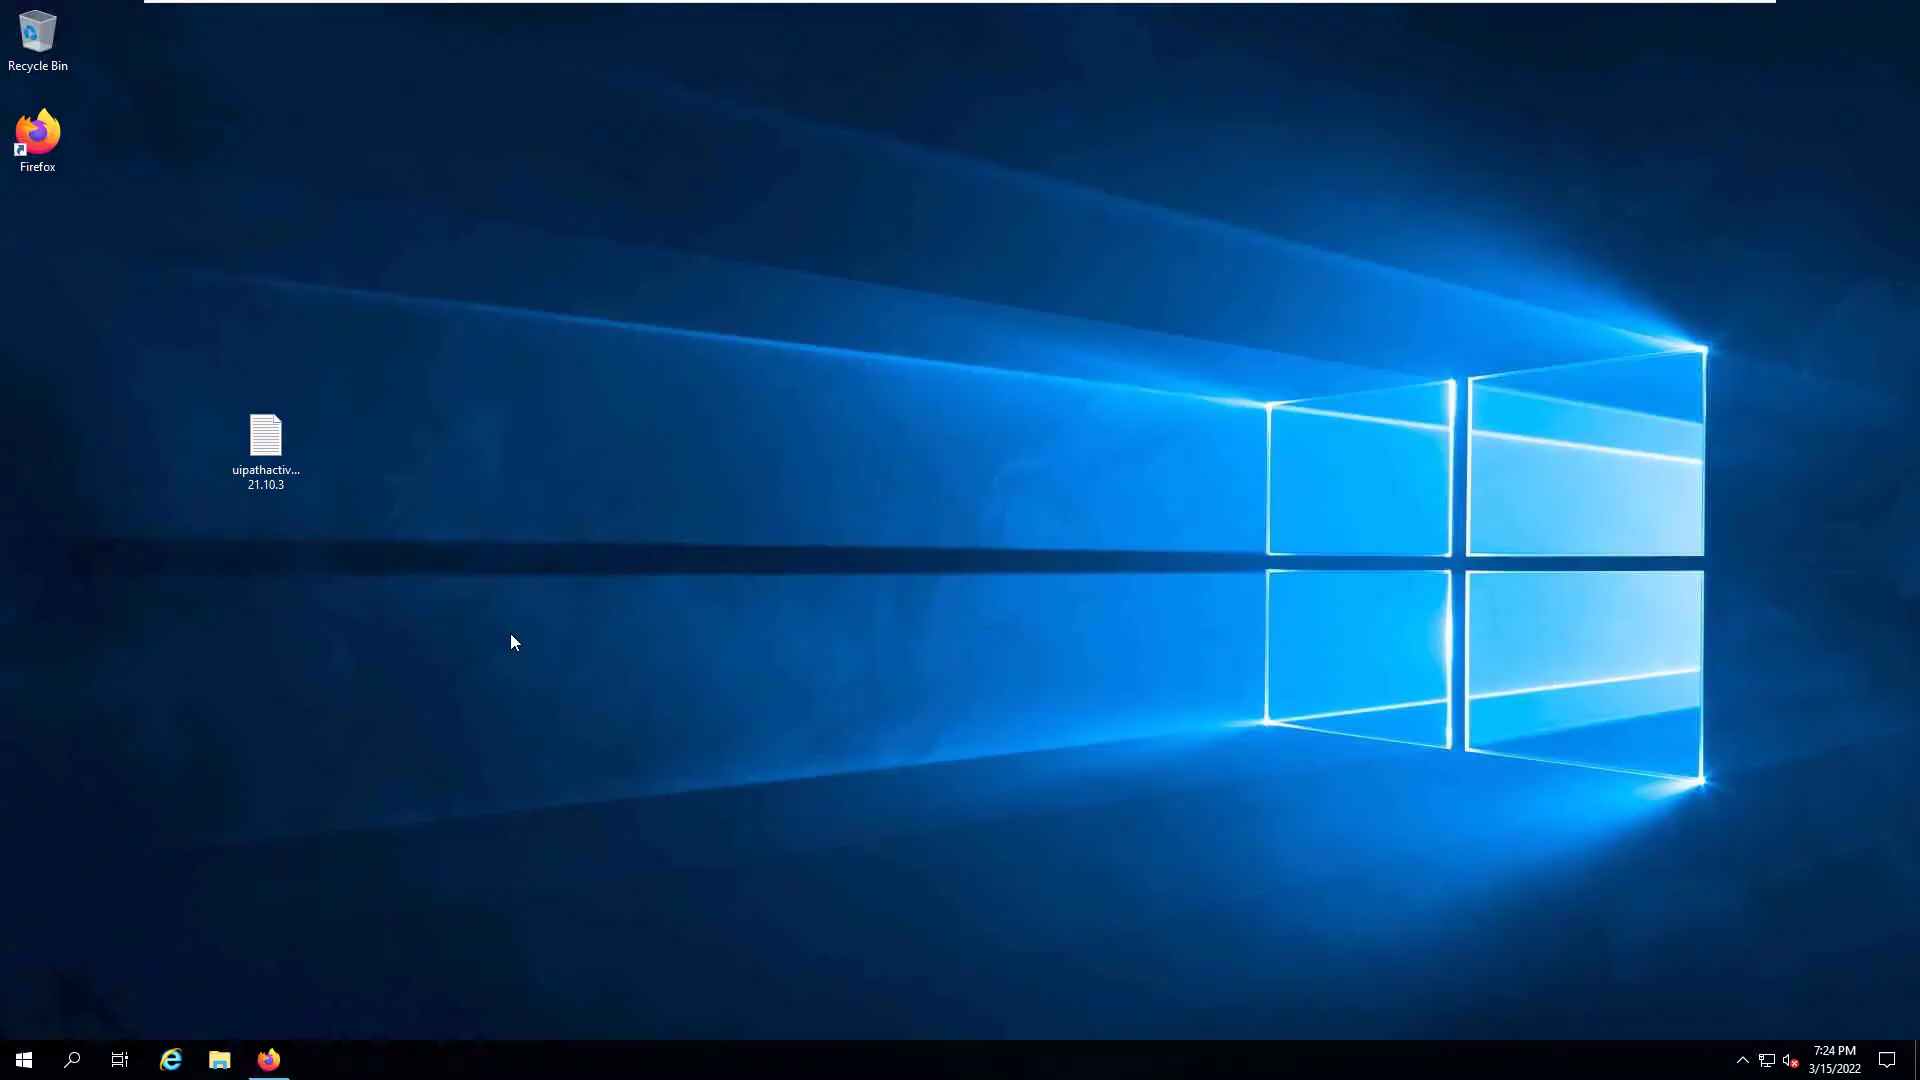 Recycle Bin
Firefox
uipathactiv...
21.10.3
7:24 PM
3/15/2022